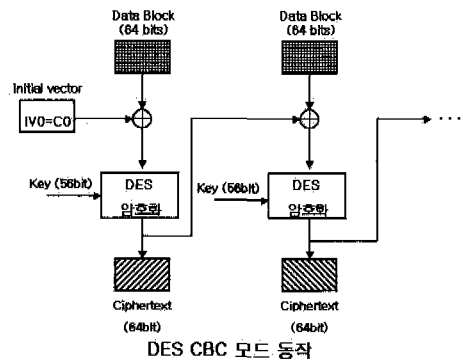 Data Block
(64 bits)
Data Block
(64 bits)
Initial vector
IV0=C0
Key (56bit)
DES
암호화
Key (56bit)
DES
암호화
Ciphertext
(64bit)
Ciphertext
(64bit)
DES CBC 모드 동작